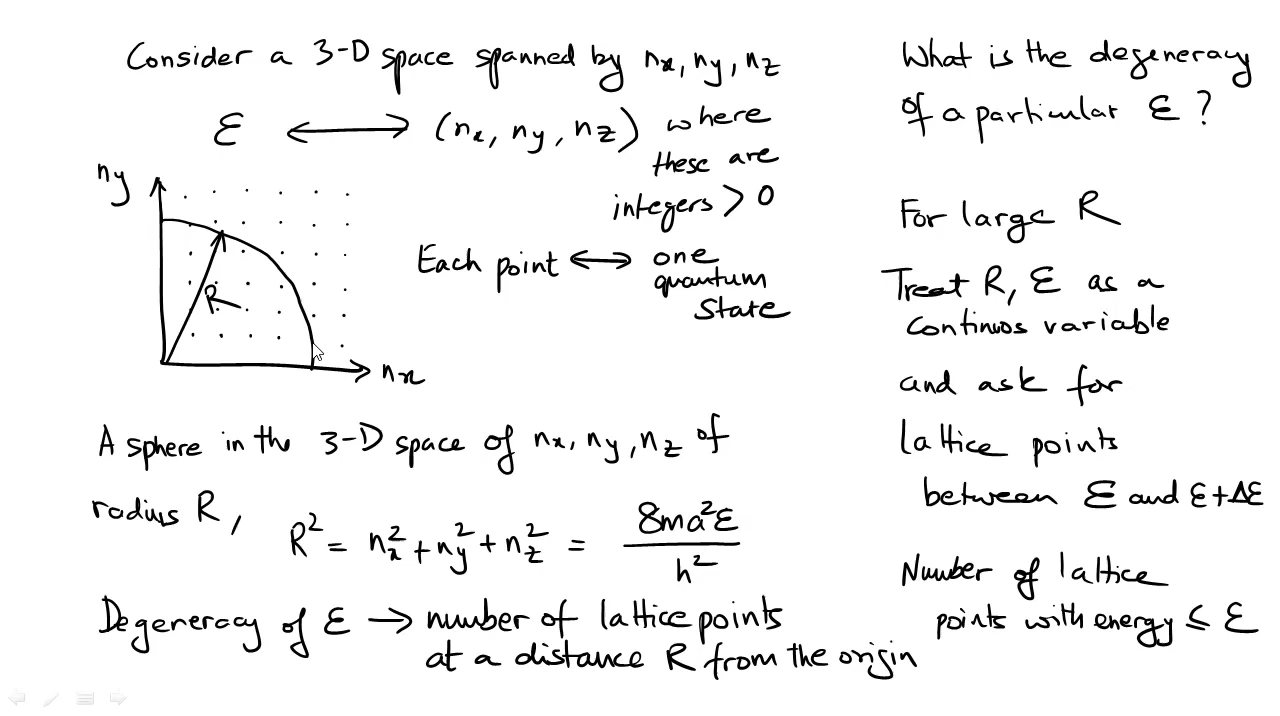 Consider a 3-D space spanned by nx, ny, nz
ε ⟷ (nx, ny, nz) where
these are
integers > 0
ny
R
nx
Each point ⟷ one
quantum
state
A sphere in the 3-D space of nx, ny, nz of
radius R,
R² = nx² + ny² + nz² = 8ma²ε / h²
Degeneracy of ε → number of lattice points
at a distance R from the origin
What is the degeneracy
of a particular ε ?
For large R
Treat R, ε as a
continuos variable
and ask for
lattice points
between ε and ε+Δε
Number of lattice
points with energy ≤ ε